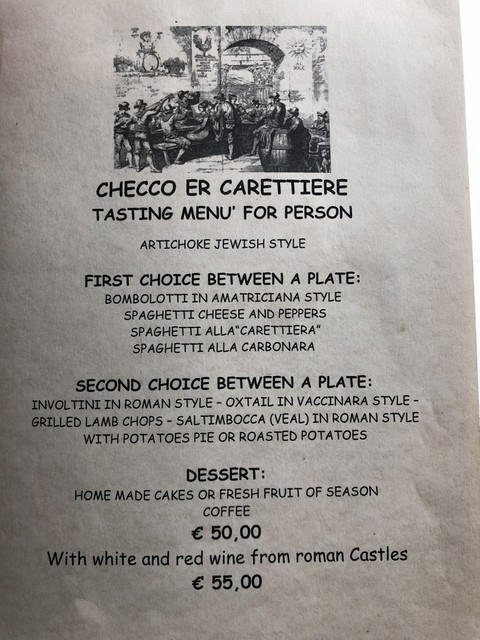 CHECCO ER CARETTIERE
TASTING MENU' FOR PERSON
ARTICHOKE JEWISH STYLE
FIRST CHOICE BETWEEN A PLATE:
BOMBOLOTTI IN AMATRICIANA STYLE
SPAGHETTI CHEESE AND PEPPERS
SPAGHETTI ALLA"CARETTIERA"
SPAGHETTI ALLA CARBONARA
SECOND CHOICE BETWEEN A PLATE:
INVOLTINI IN ROMAN STYLE – OXTAIL IN VACCINARA STYLE –
GRILLED LAMB CHOPS – SALTIMBOCCA (VEAL) IN ROMAN STYLE
WITH POTATOES PIE OR ROASTED POTATOES
DESSERT:
HOME MADE CAKES OR FRESH FRUIT OF SEASON
COFFEE
€ 50,00
With white and red wine from roman Castles
€ 55,00